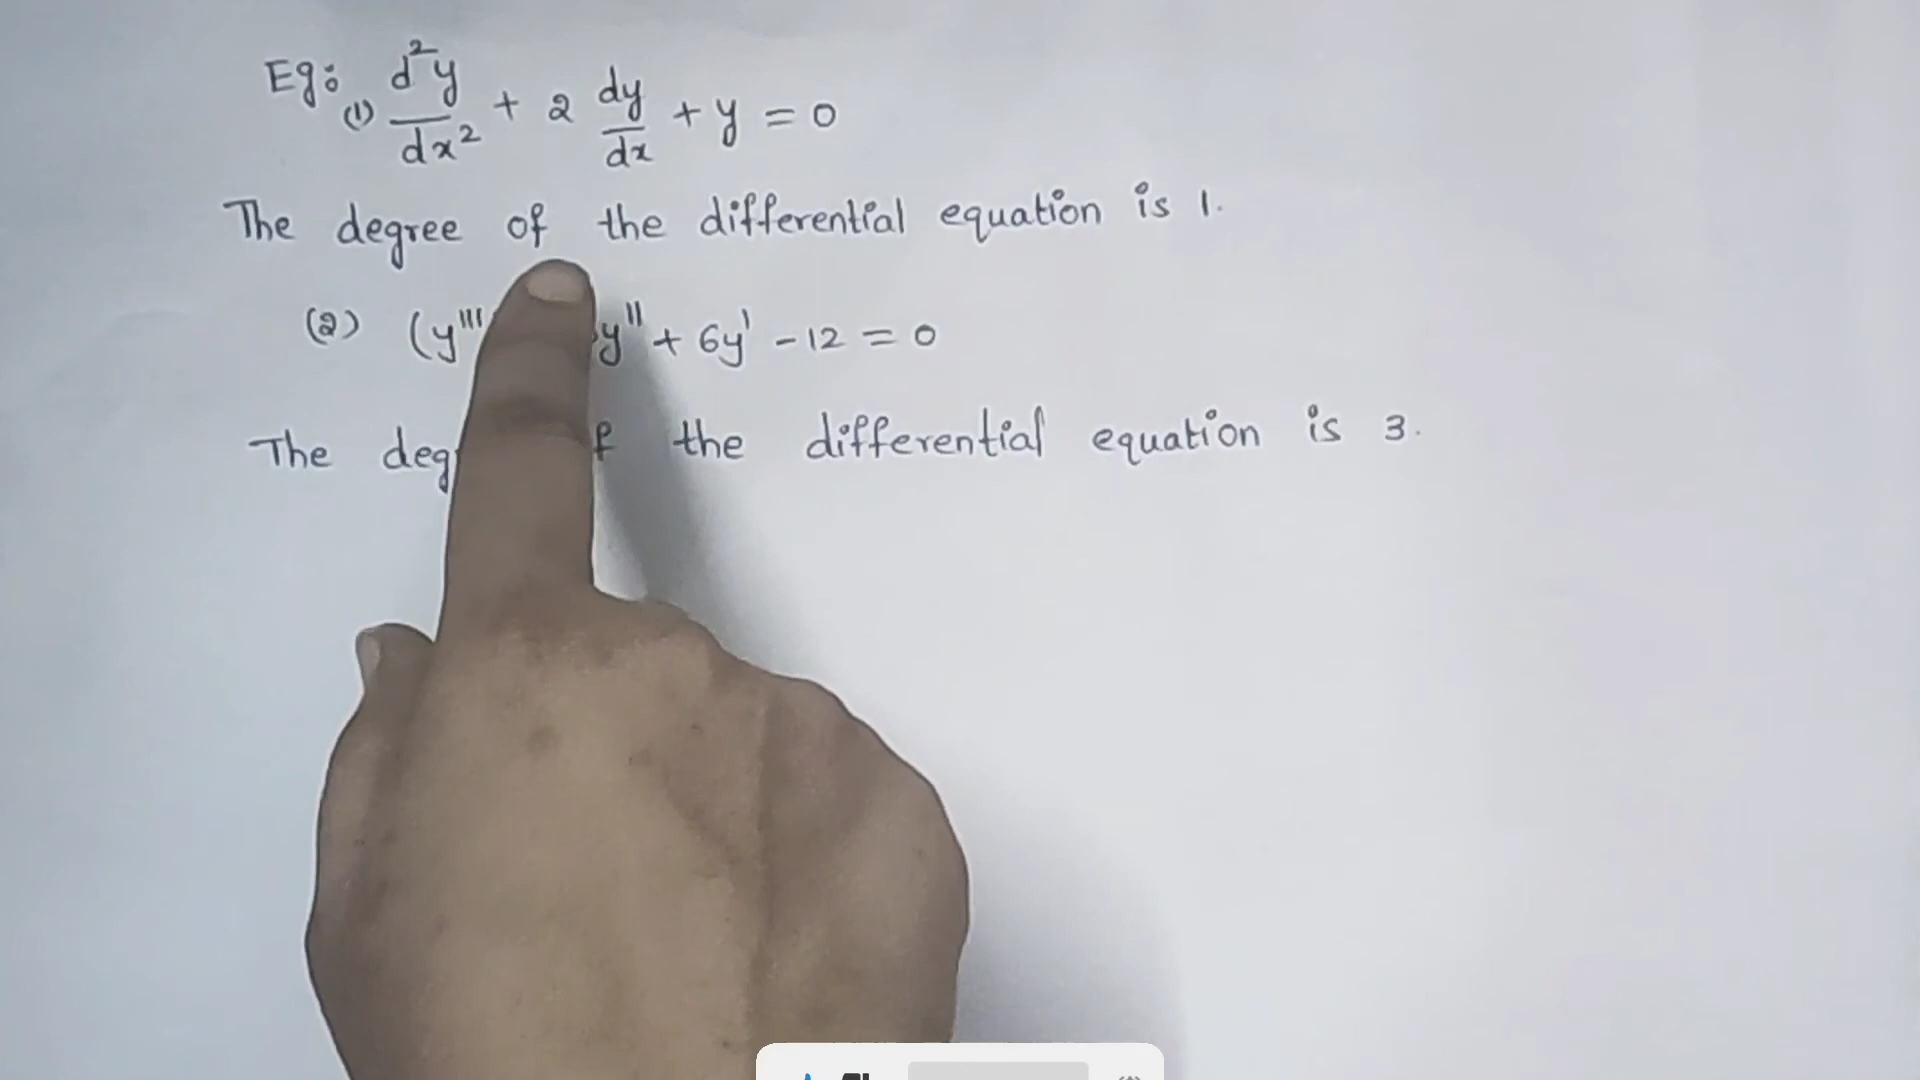 Eg: (1) d²y/dx² + 2 dy/dx + y = 0
The degree of the differential equation is 1.
(2) (y''' y'' + 6y' - 12 = 0
The the differential equation is 3.